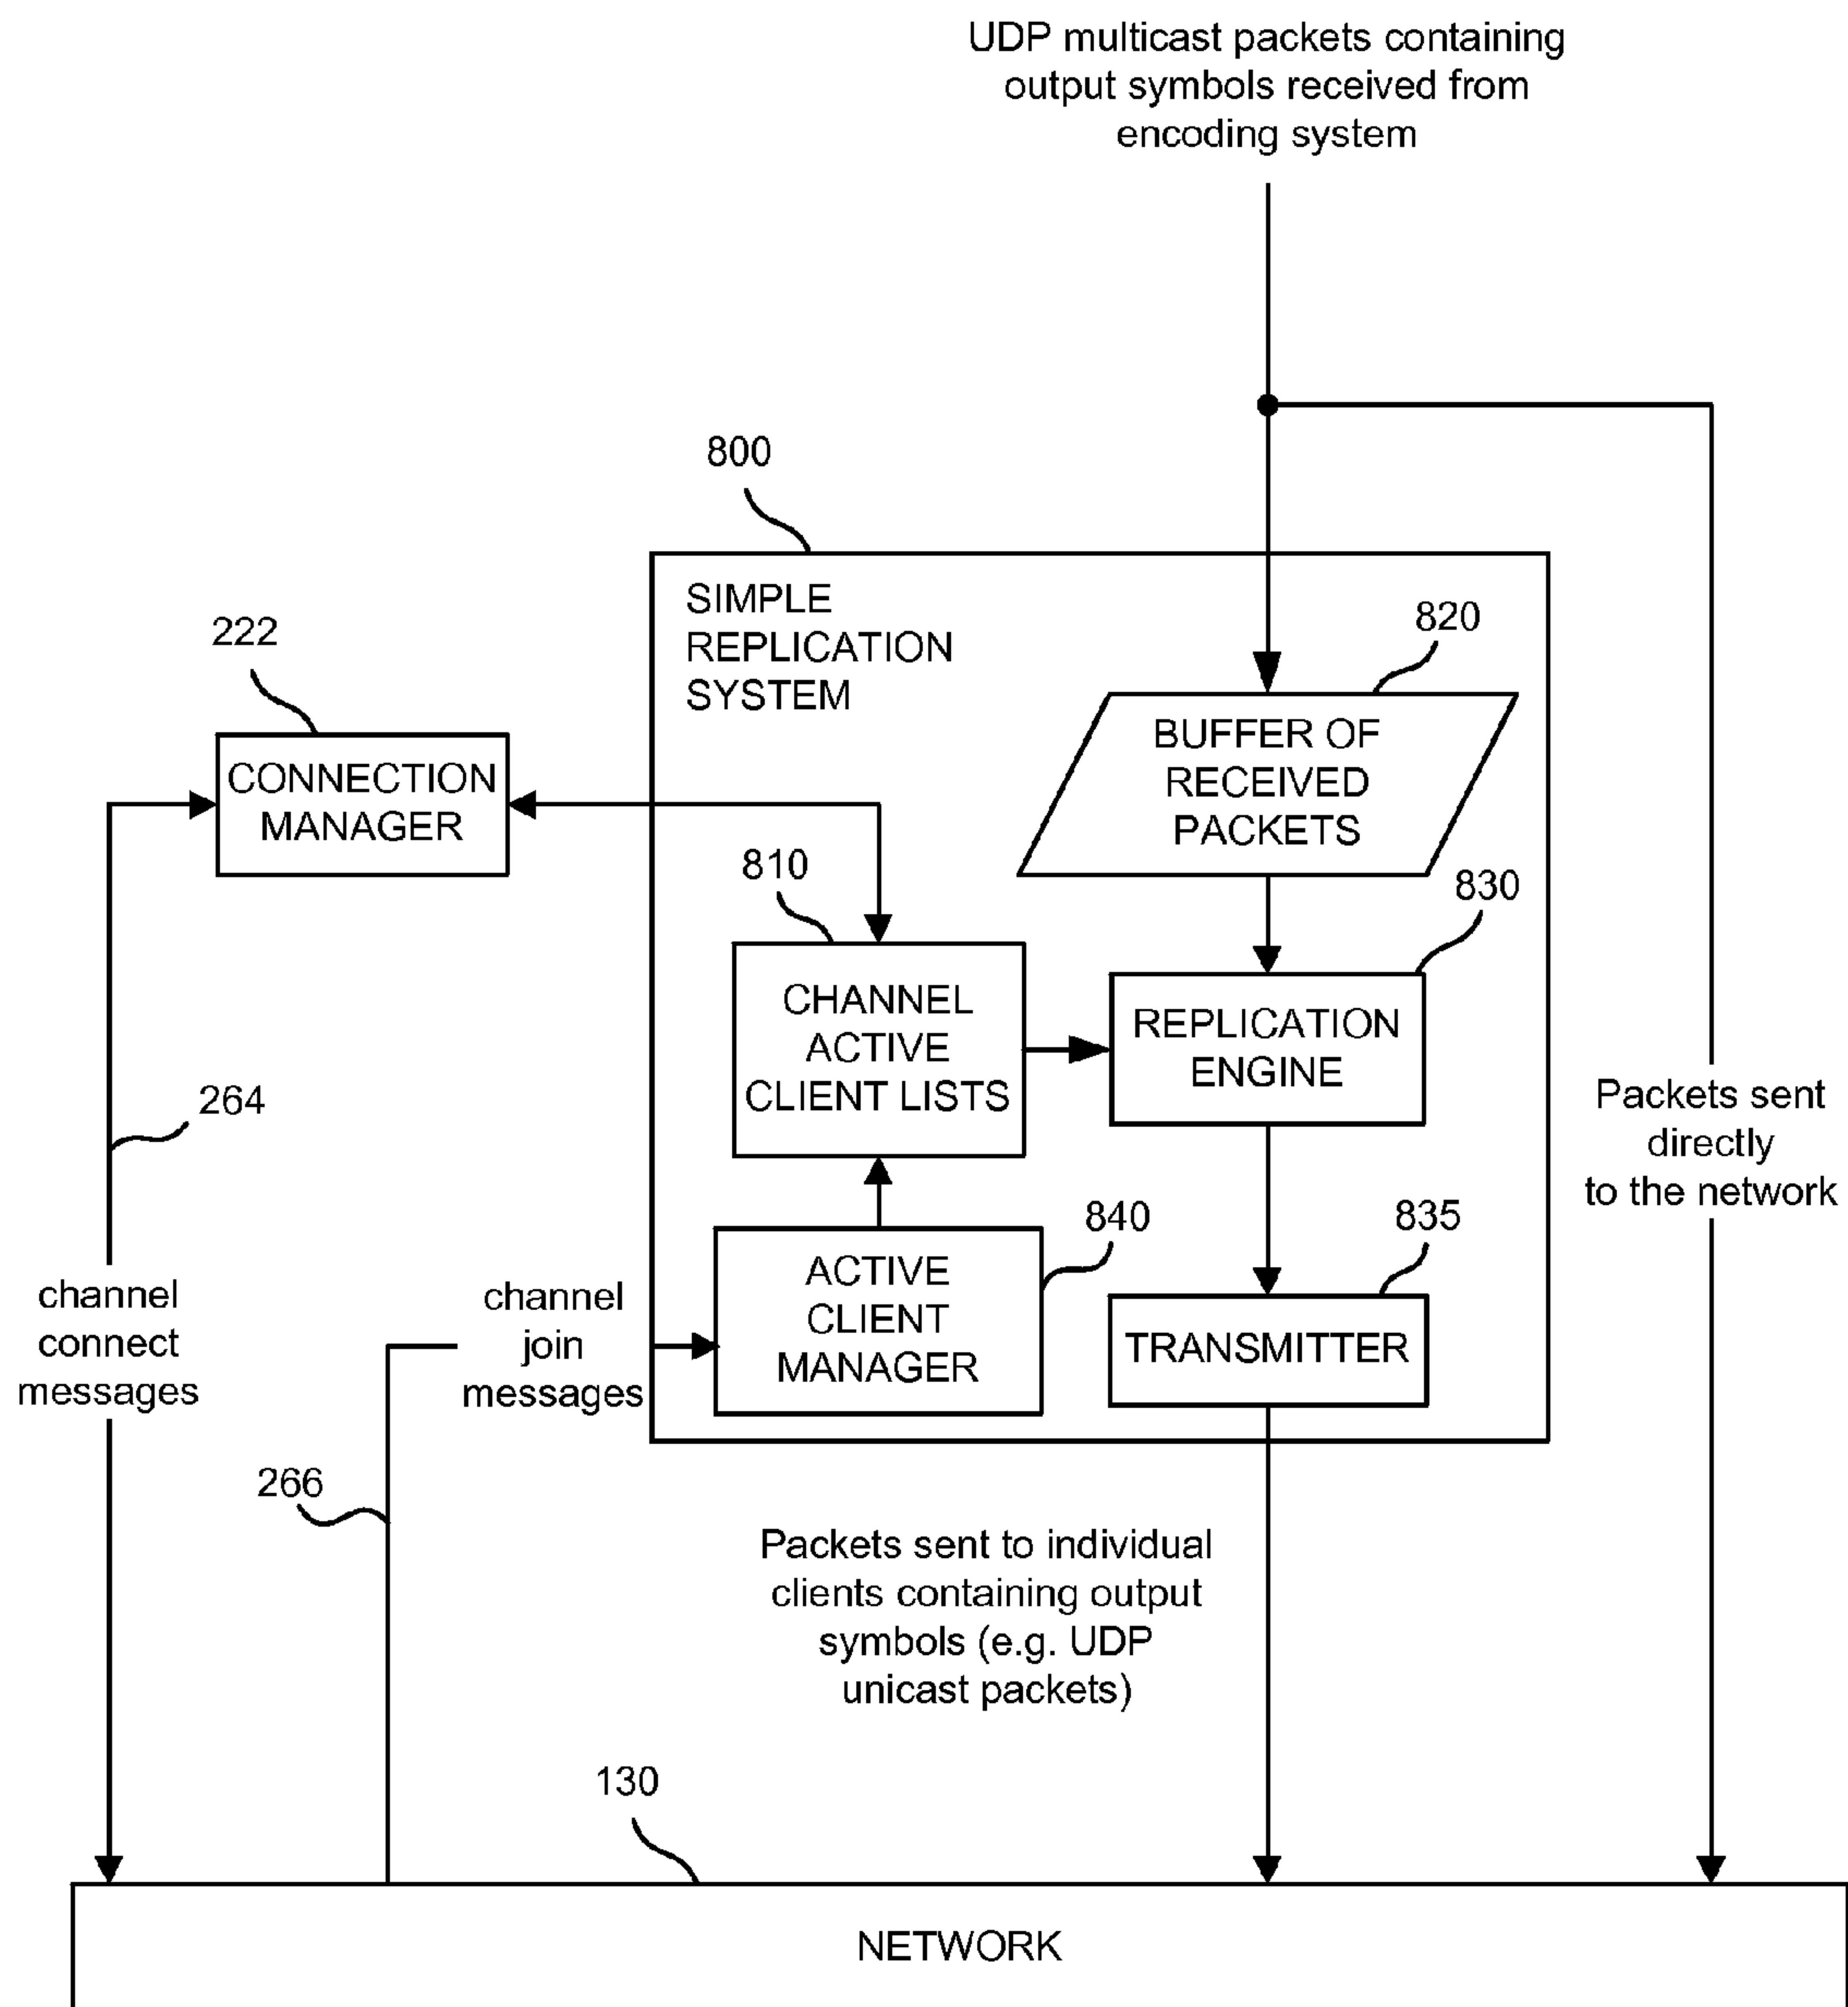 UDP multicast packets containing
output symbols received from
encoding system
800
SIMPLE
REPLICATION
SYSTEM
820
222
BUFFER OF
RECEIVED
PACKETS
CONNECTION
MANAGER
810
830
CHANNEL
ACTIVE
CLIENT LISTS
REPLICATION
ENGINE
264
Packets sent
directly
to the network
840
835
channel
connect
messages
channel
join
messages
ACTIVE
CLIENT
MANAGER
TRANSMITTER
266
Packets sent to individual
clients containing output
symbols (e.g. UDP
unicast packets)
130
NETWORK